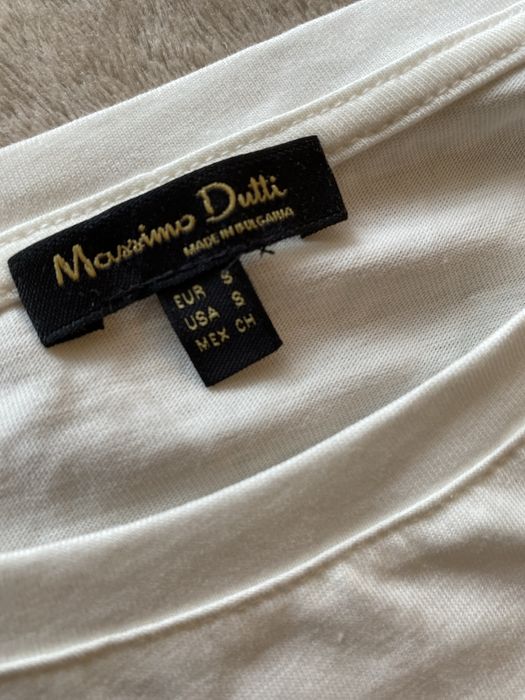 Massimo Dutti
MADE IN BULGARIA
EUR S
USA S
MEX CH